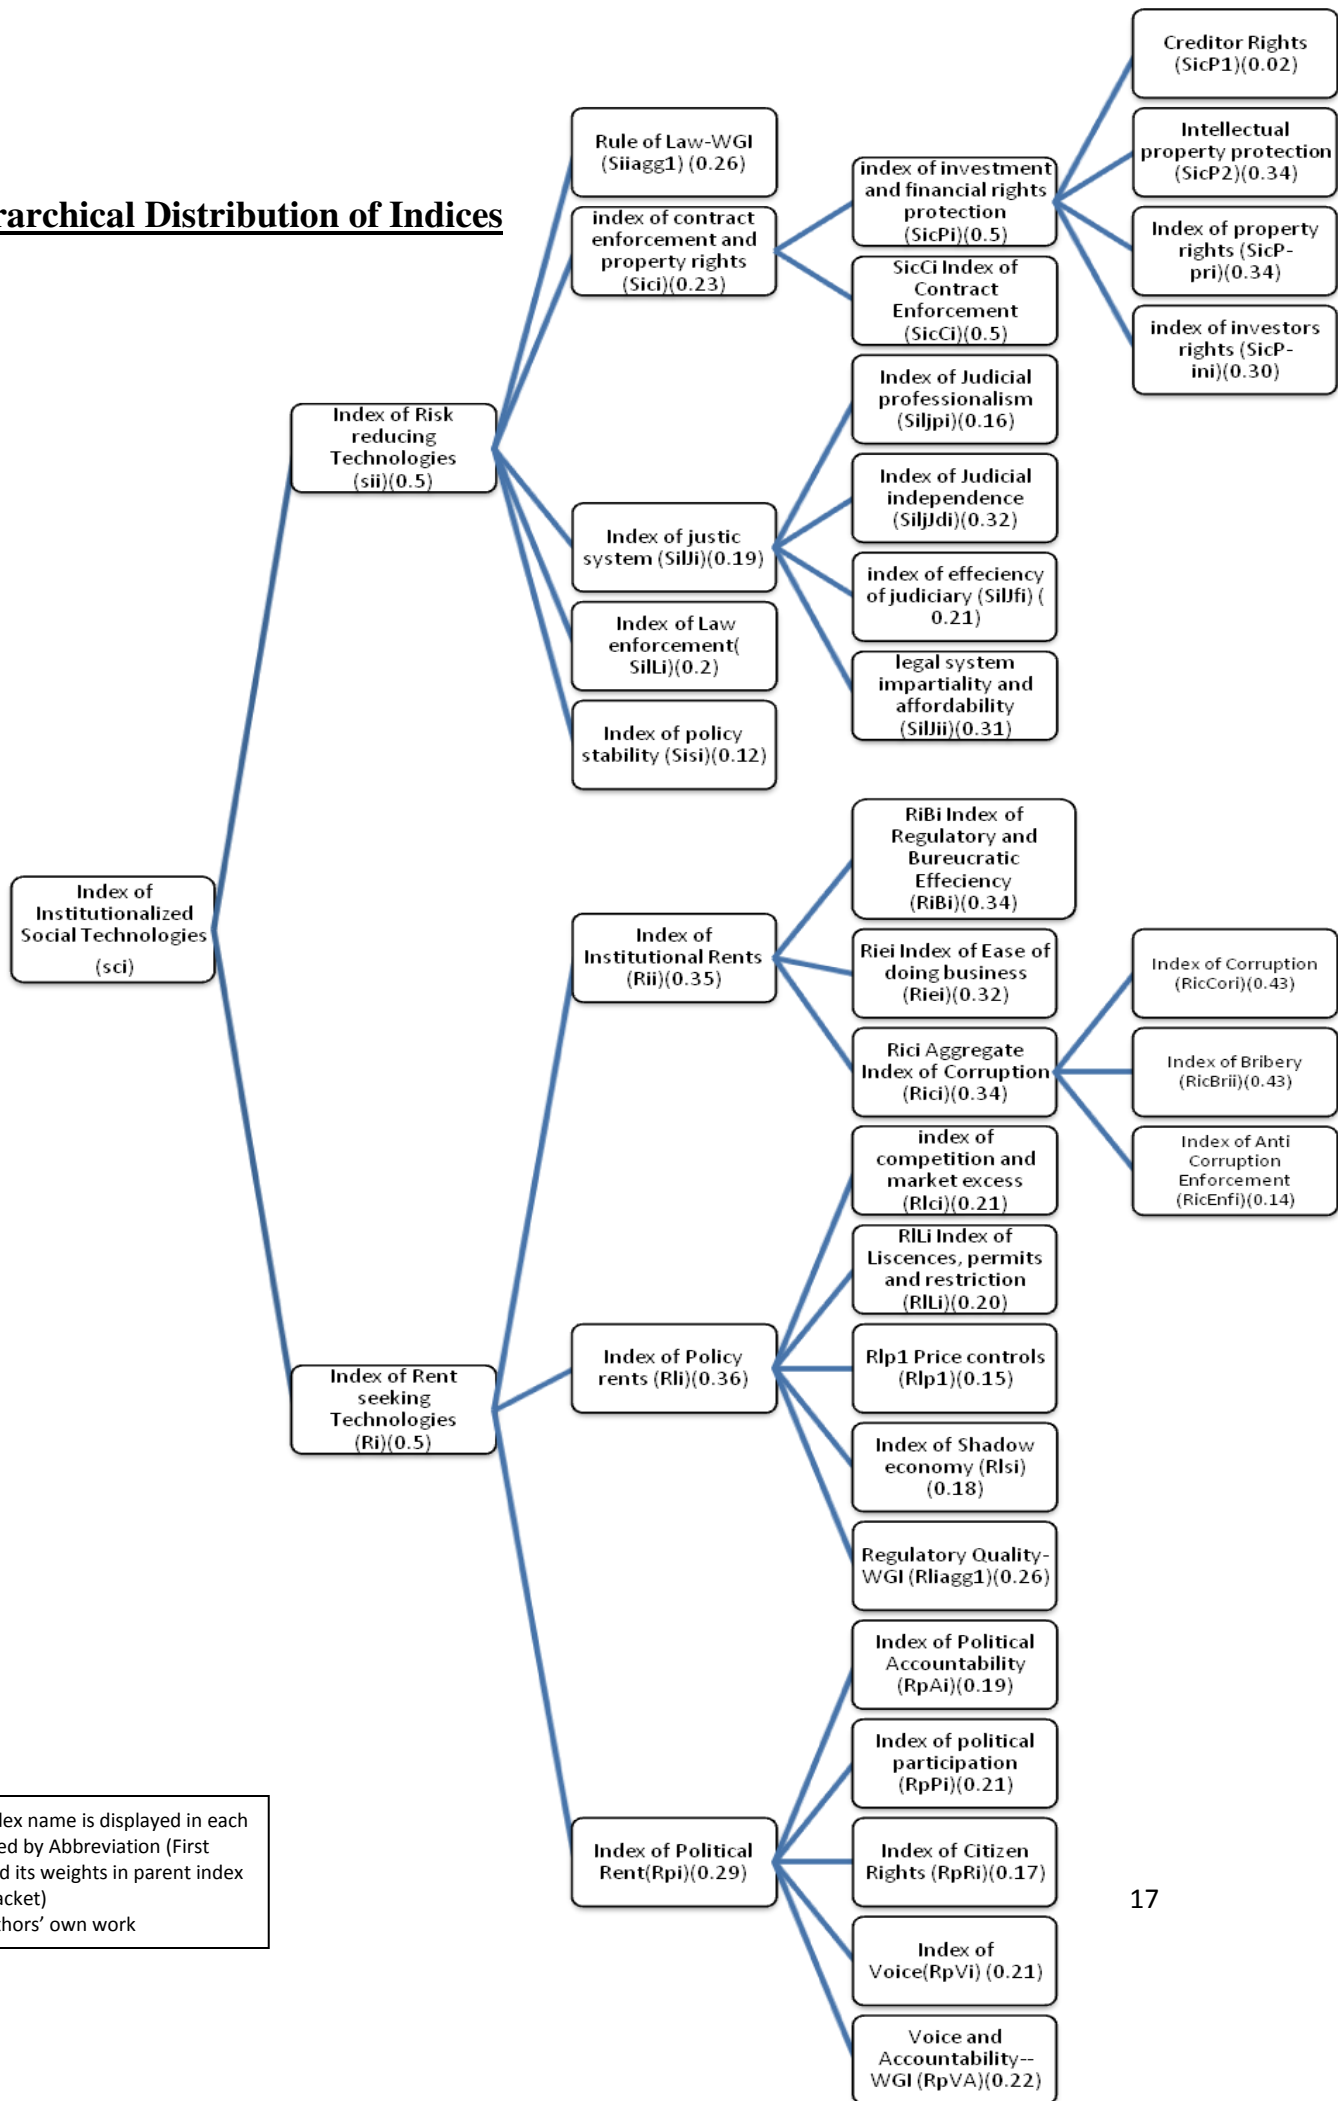 rarchical Distribution of Indices
Creditor Rights
(SicP1)(0.02)
Intellectual
property protection
(SicP2)(0.34)
Index of property
rights (SicP-
pri)(0.34)
index of investors
rights (SicP-
ini)(0.30)
Rule of Law-WGI
(Siiagg1) (0.26)
index of contract
enforcement and
property rights
(Sici)(0.23)
index of investment
and financial rights
protection
(SicPi)(0.5)
SicCi Index of
Contract
Enforcement
(SicCi)(0.5)
Index of Judicial
professionalism
(SilJpi)(0.16)
Index of Judicial
independence
(SiljJdi)(0.32)
index of effeciency
of judiciary (SilJfi) (
0.21)
legal system
impartiality and
affordability
(SilJii)(0.31)
Index of Risk
reducing
Technologies
(sii)(0.5)
Index of justic
system (SilJi)(0.19)
Index of Law
enforcement(
SilLi)(0.2)
Index of policy
stability (Sisi)(0.12)
Index of
Institutionalized
Social Technologies
(sci)
RiBi Index of
Regulatory and
Bureucratic
Effeciency
(RiBi)(0.34)
Index of
Institutional Rents
(Rii)(0.35)
Riei Index of Ease of
doing business
(Riei)(0.32)
Rici Aggregate
Index of Corruption
(Rici)(0.34)
Index of Corruption
(RicCori)(0.43)
Index of Bribery
(RicBrii)(0.43)
Index of Anti
Corruption
Enforcement
(RicEnfi)(0.14)
index of
competition and
market excess
(Rlci)(0.21)
RlLi Index of
Liscences, permits
and restriction
(RlLi)(0.20)
Index of Rent
seeking
Technologies
(Ri)(0.5)
Index of Policy
rents (Rli)(0.36)
Rlp1 Price controls
(Rlp1)(0.15)
Index of Shadow
economy (Rlsi)
(0.18)
Regulatory Quality-
WGI (Rliagg1)(0.26)
Index of Political
Accountability
(RpAi)(0.19)
Index of political
participation
(RpPi)(0.21)
Index of Political
Rent(Rpi)(0.29)
Index of Citizen
Rights (RpRi)(0.17)
Index of
Voice(RpVi) (0.21)
Voice and
Accountability--
WGI (RpVA)(0.22)
lex name is displayed in each
ed by Abbreviation (First
d its weights in parent index
acket)
thors' own work
17